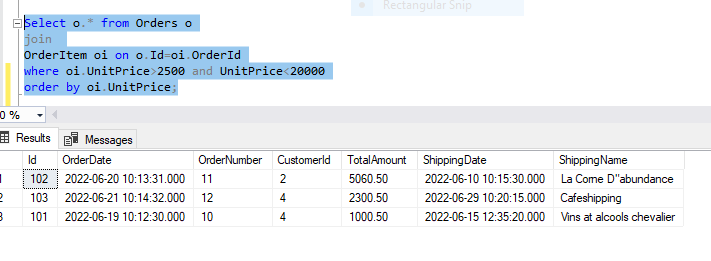 Rectangular Snip
Select o.* from Orders o
join
OrderItem oi on o.Id=oi.OrderId
where oi.UnitPrice>2500 and UnitPrice<20000
order by oi.UnitPrice;
0 %
Results Messages
Id OrderDate OrderNumber CustomerId TotalAmount ShippingDate ShippingName
1 102 2022-06-20 10:13:31.000 11 2 5060.50 2022-06-10 10:15:30.000 La Corne D''abundance
2 103 2022-06-21 10:14:32.000 12 4 2300.50 2022-06-29 10:20:15.000 Cafeshipping
3 101 2022-06-19 10:12:30.000 10 4 1000.50 2022-06-15 12:35:20.000 Vins at alcools chevalier